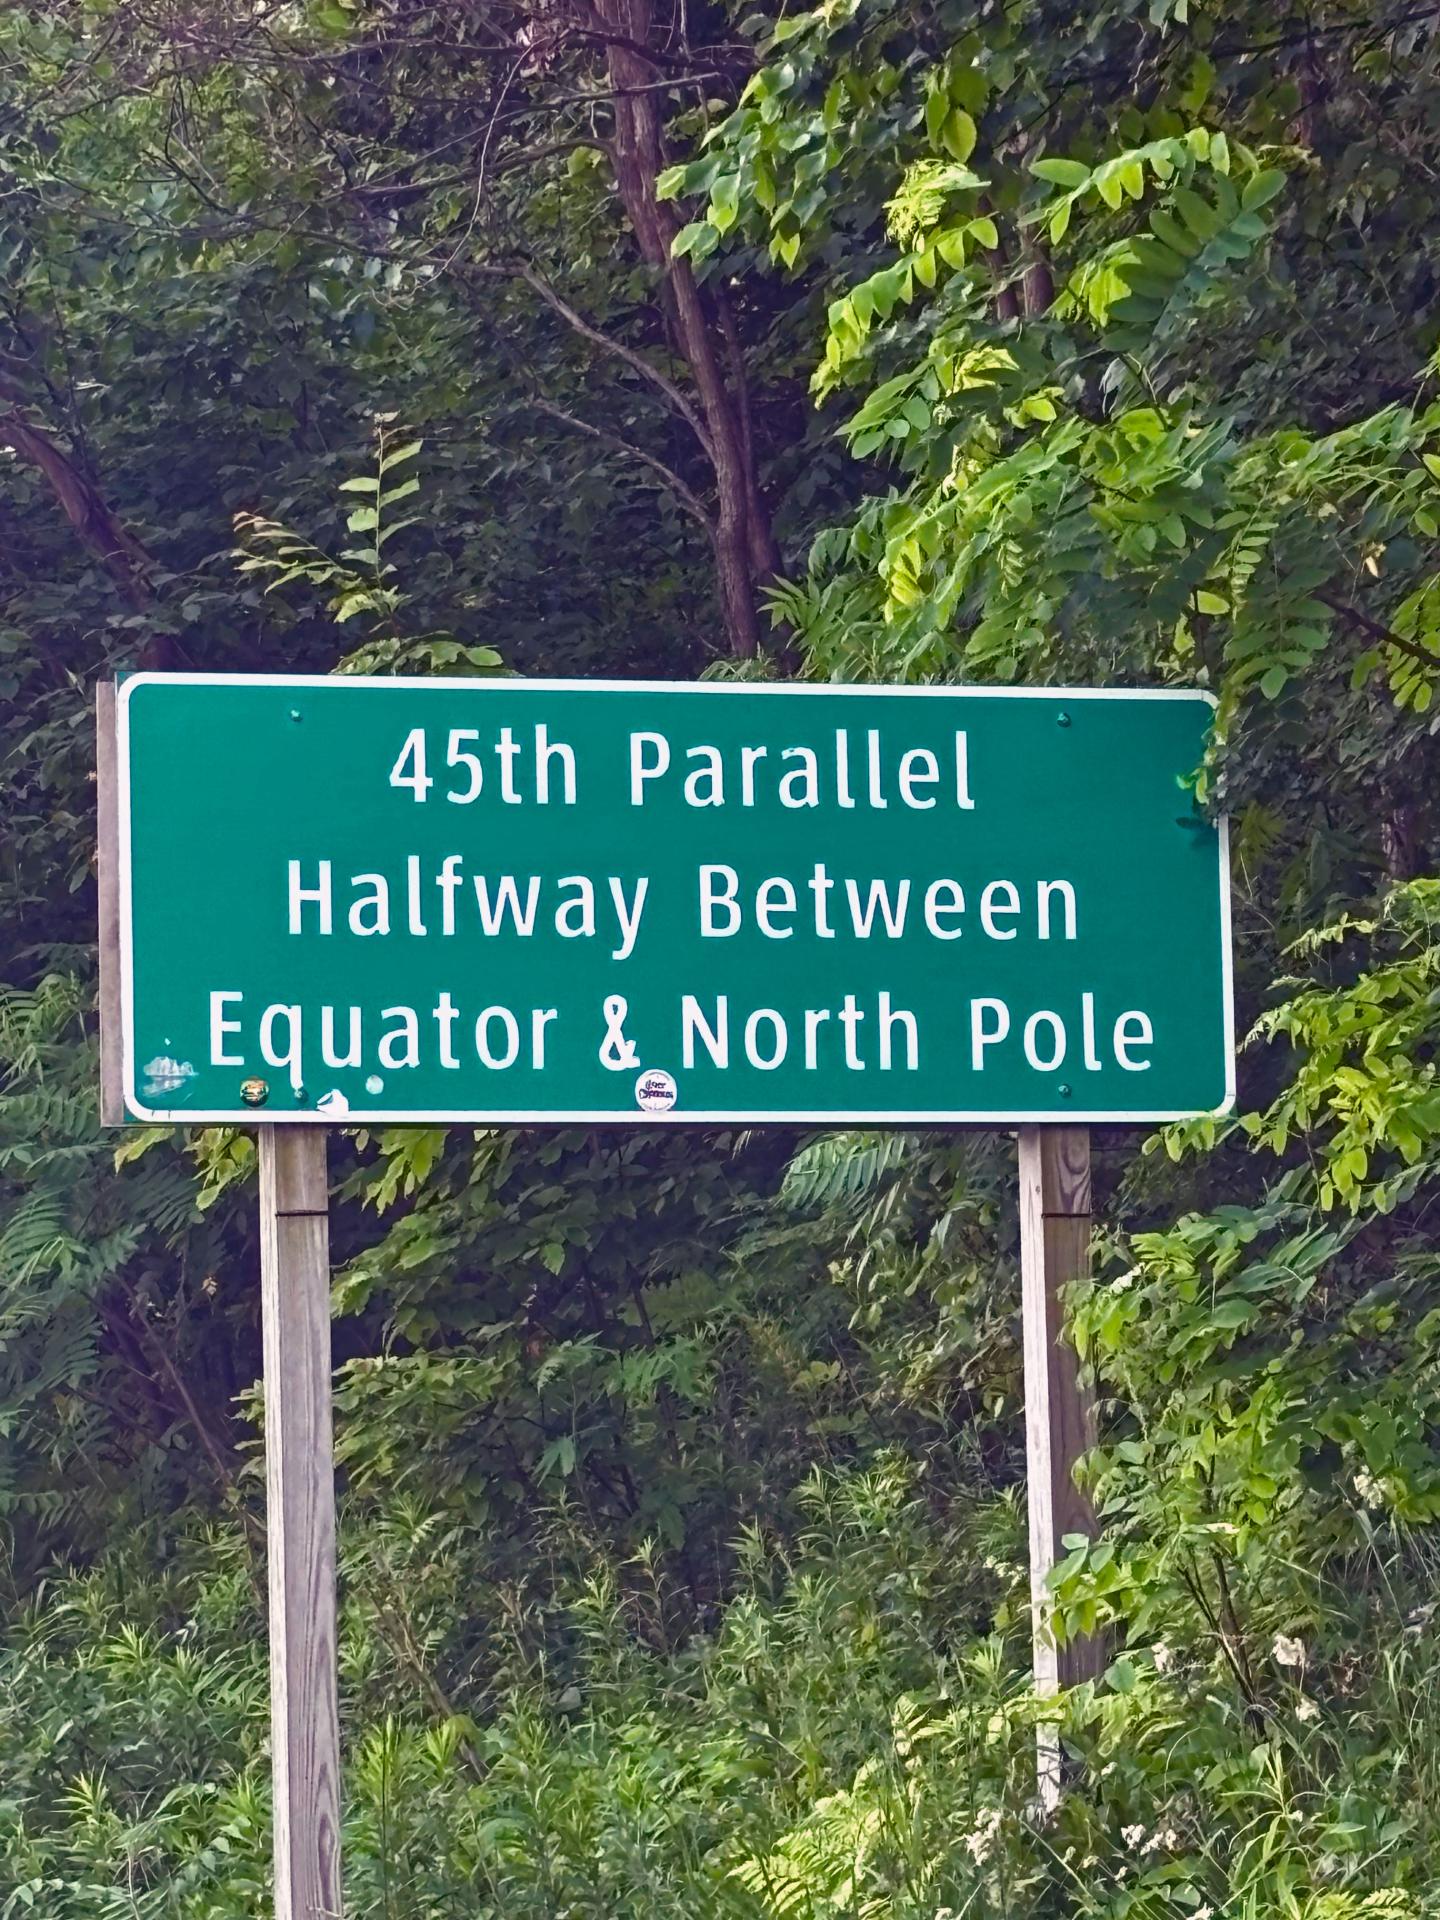 45th Parallel
Halfway Between
Equator & North Pole